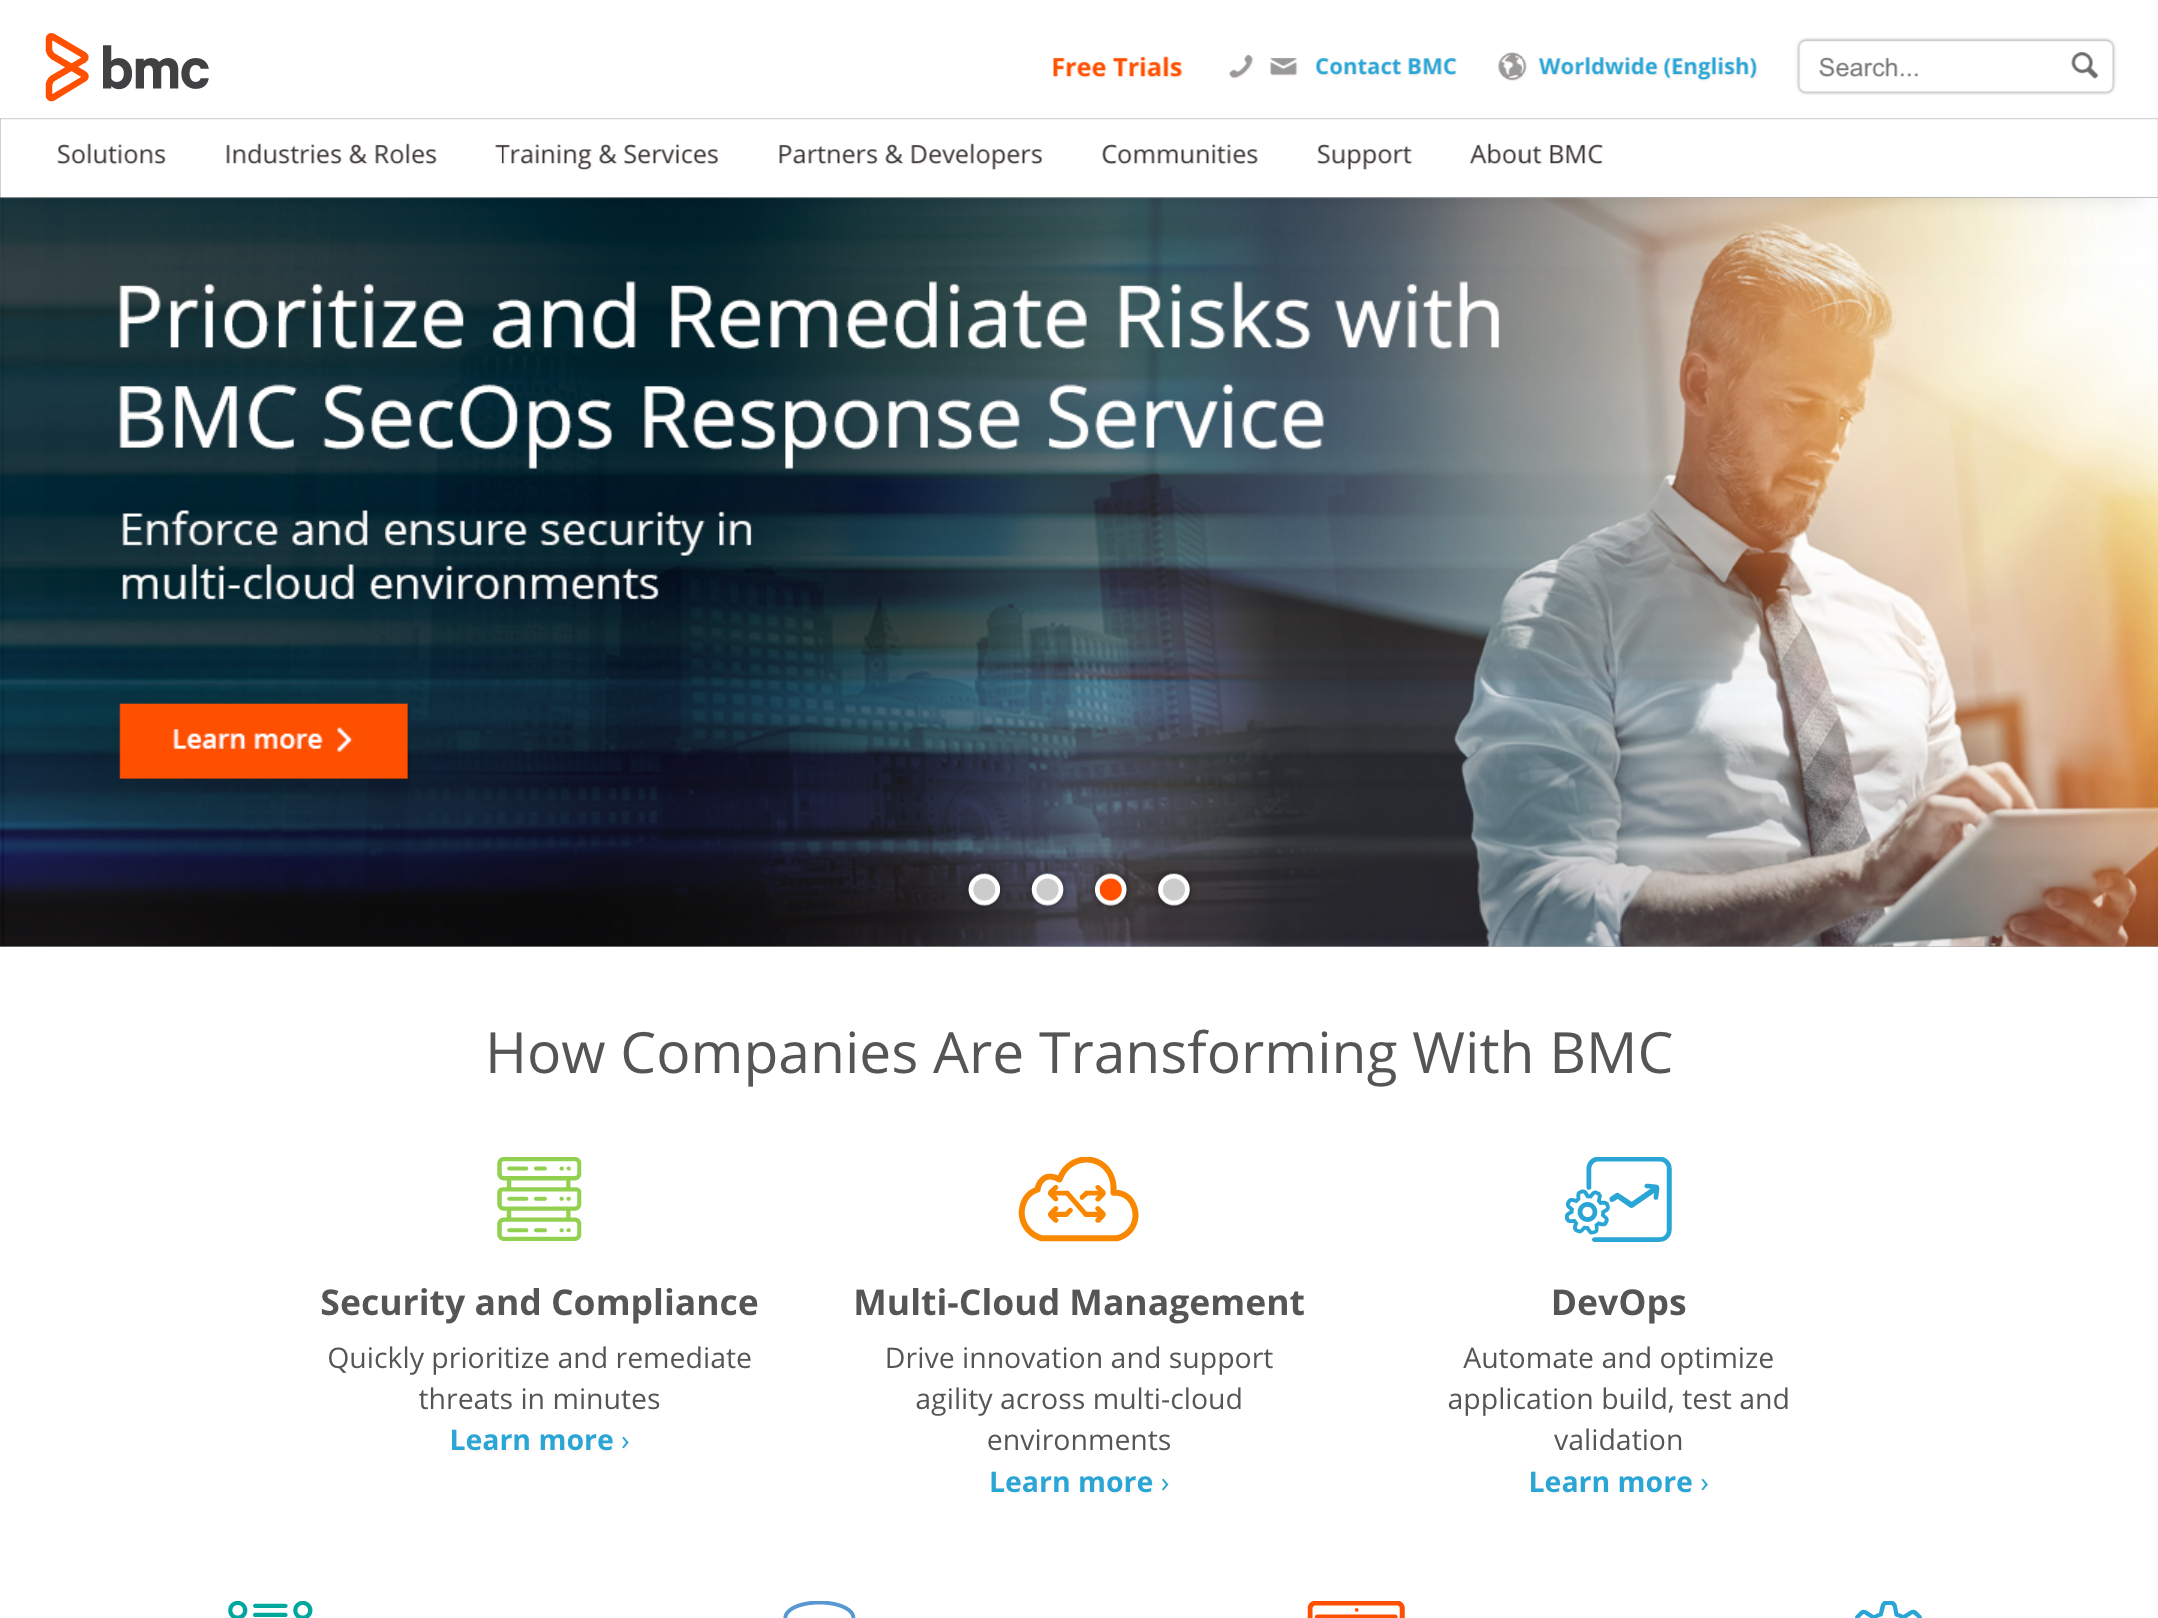 bmc
Free Trials
Contact BMC
Worldwide (English)
Search...
Solutions
Industries & Roles
Training & Services
Partners & Developers
Communities
Support
About BMC
Prioritize and Remediate Risks with
BMC SecOps Response Service
Enforce and ensure security in
multi-cloud environments
Learn more
How Companies Are Transforming With BMC
Security and Compliance
Quickly prioritize and remediate
threats in minutes
Learn more ›
Multi-Cloud Management
Drive innovation and support
agility across multi-cloud
environments
Learn more ›
DevOps
Automate and optimize
application build, test and
validation
Learn more ›